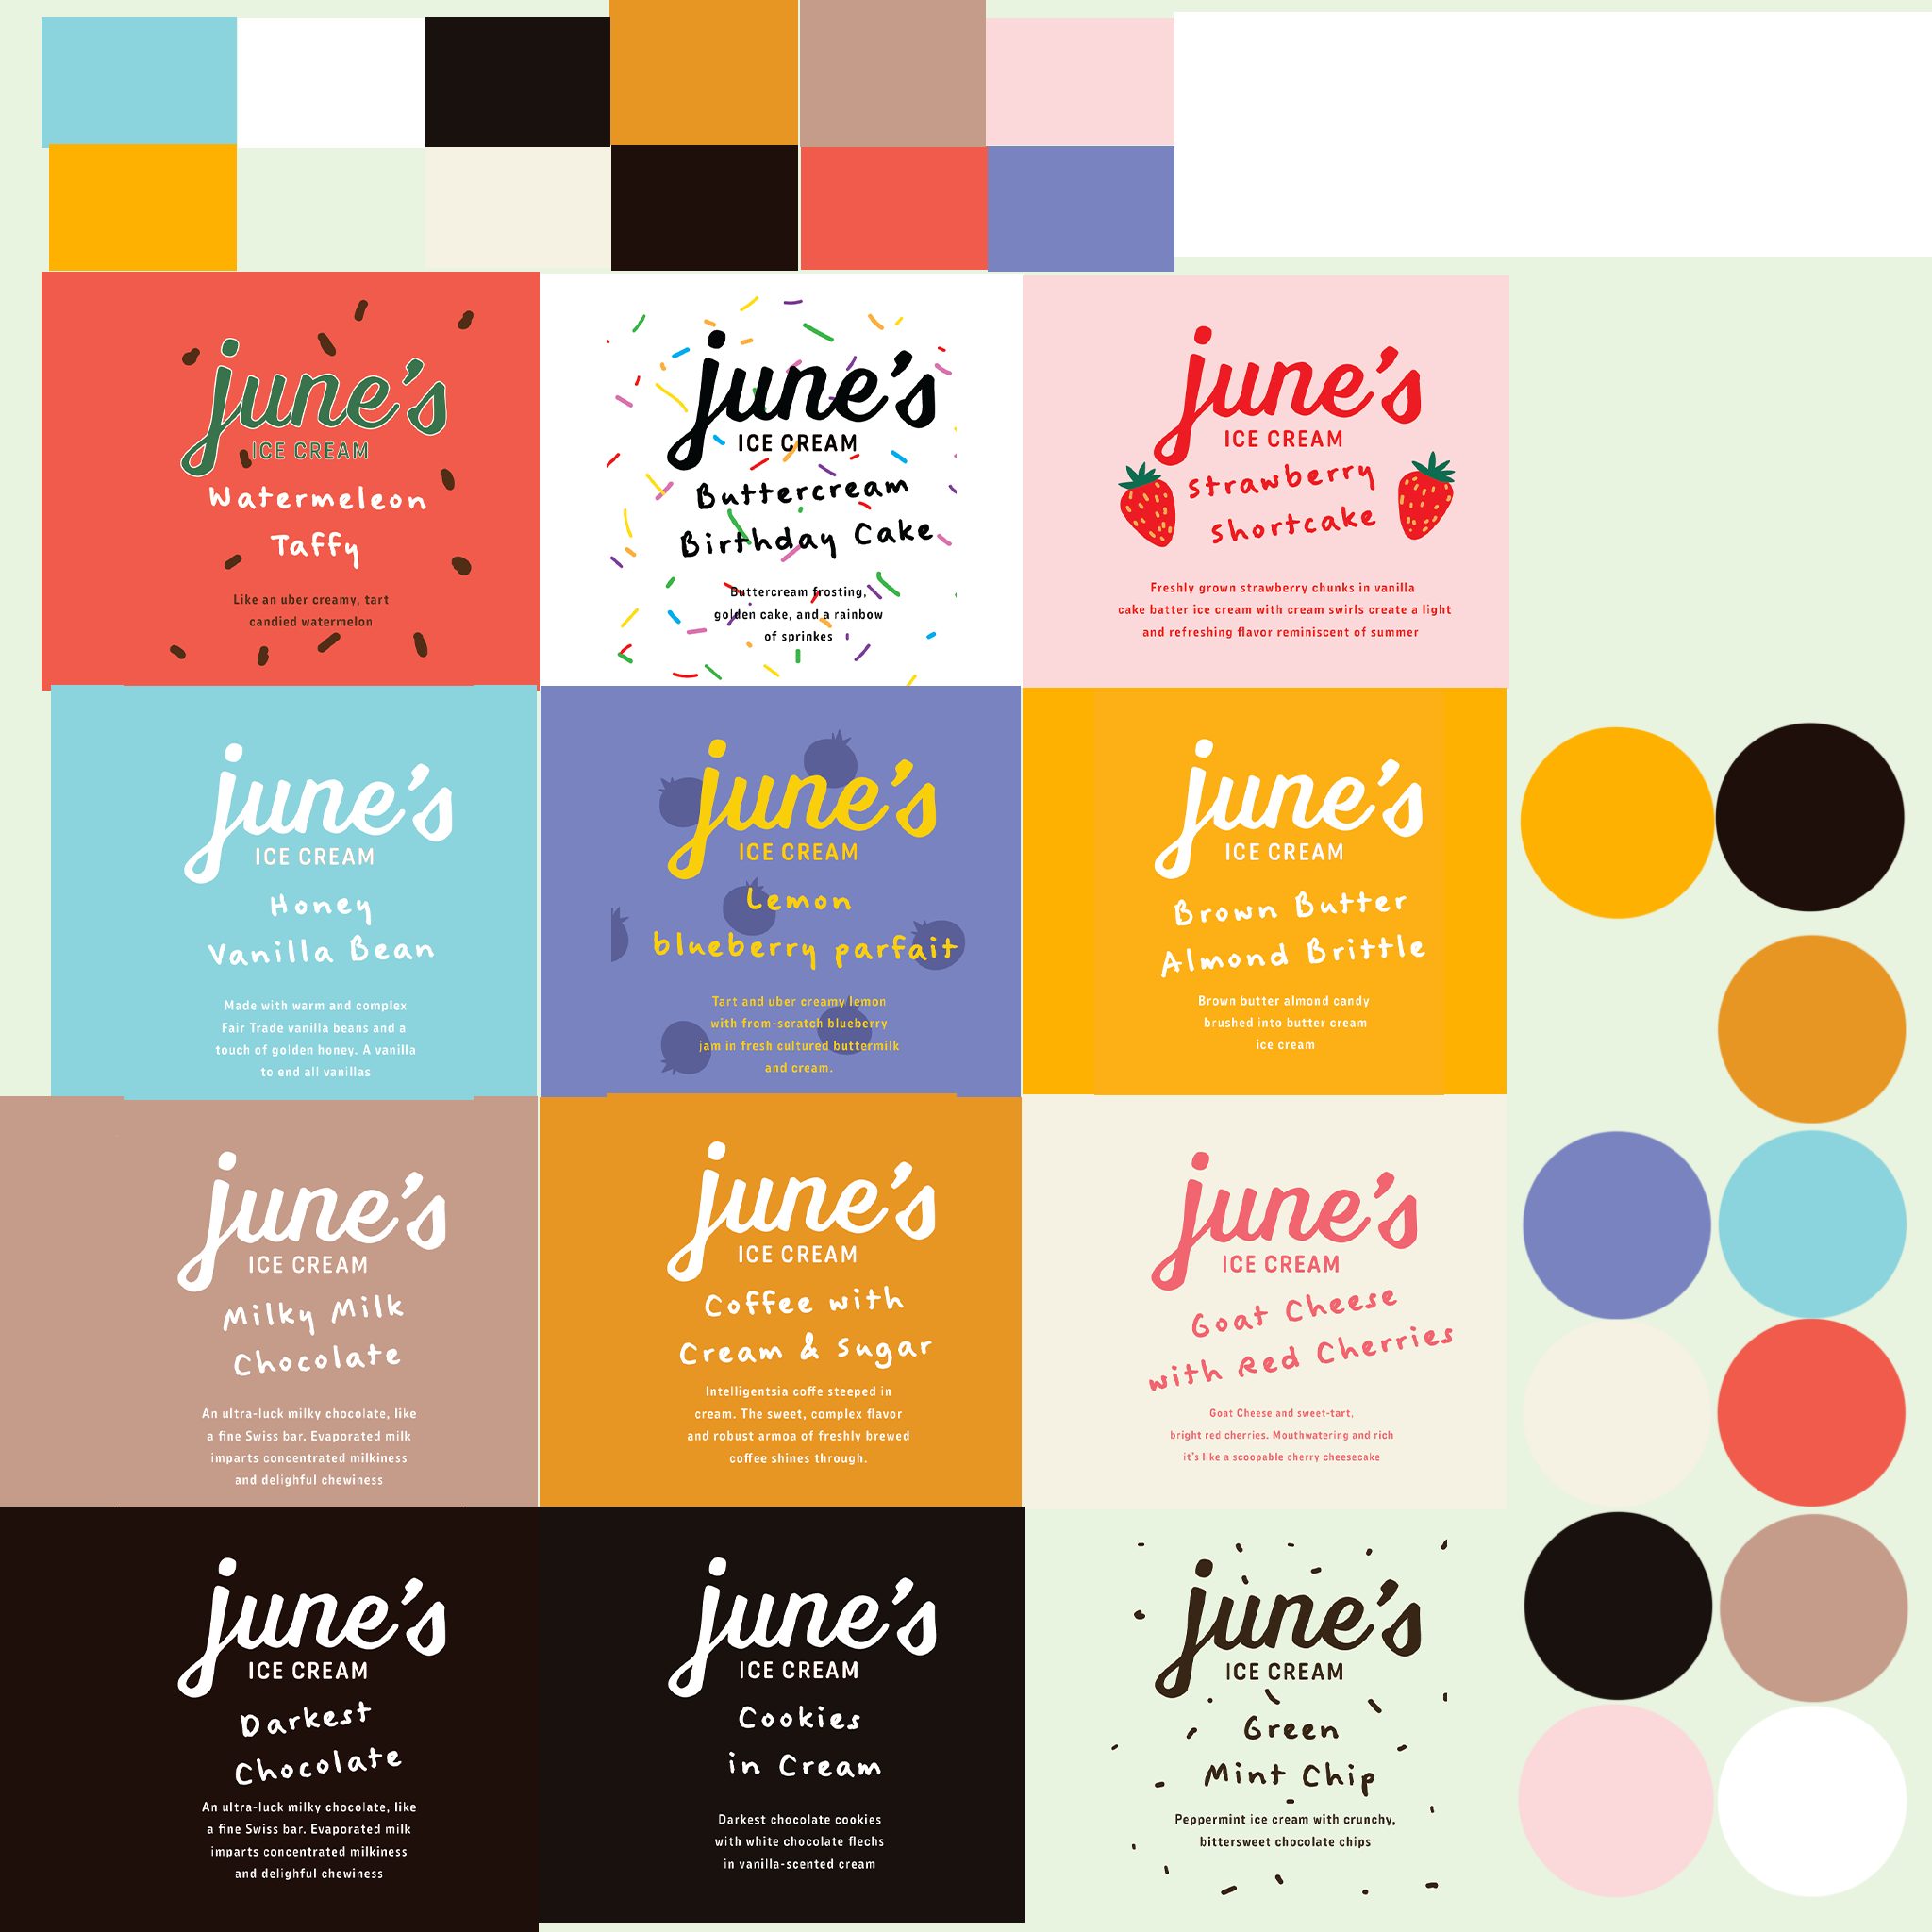 june's
ICE CREAM
Watermeleon
Taffy
Like an uber creamy, tart
candied watermelon
june's
ICE CREAM
Buttercream
Birthday Cake
Buttercream frosting,
golden cake, and a rainbow
of sprinkes
june's
ICE CREAM
strawberry
shortcake
Freshly grown strawberry chunks in vanilla
cake batter ice cream with cream swirls create a light
and refreshing flavor reminiscent of summer
june's
ICE CREAM
Honey
Vanilla Bean
Made with warm and complex
Fair Trade vanilla beans and a
touch of golden honey. A vanilla
to end all vanillas
june's
ICE CREAM
Lemon
blueberry parfait
Tart and uber creamy lemon
with from-scratch blueberry
jam in fresh cultured buttermilk
and cream.
june's
ICE CREAM
Brown Butter
Almond Brittle
Brown butter almond candy
brushed into butter cream
ice cream
june's
ICE CREAM
Milky Milk
Chocolate
An ultra-luck milky chocolate, like
a fine Swiss bar. Evaporated milk
imparts concentrated milkiness
and delighful chewiness
june's
ICE CREAM
Coffee with
Cream & Sugar
Intelligentsia coffe steeped in
cream. The sweet, complex flavor
and robust armoa of freshly brewed
coffee shines through.
june's
ICE CREAM
Goat Cheese
with Red Cherries
Goat Cheese and sweet-tart,
bright red cherries. Mouthwatering and rich
it's like a scoopable cherry cheesecake
june's
ICE CREAM
Darkest
Chocolate
An ultra-luck milky chocolate, like
a fine Swiss bar. Evaporated milk
imparts concentrated milkiness
and delighful chewiness
june's
ICE CREAM
Cookies
in Cream
Darkest chocolate cookies
with white chocolate flechs
in vanilla-scented cream
june's
ICE CREAM
Green
Mint Chip
Peppermint ice cream with crunchy,
bittersweet chocolate chips